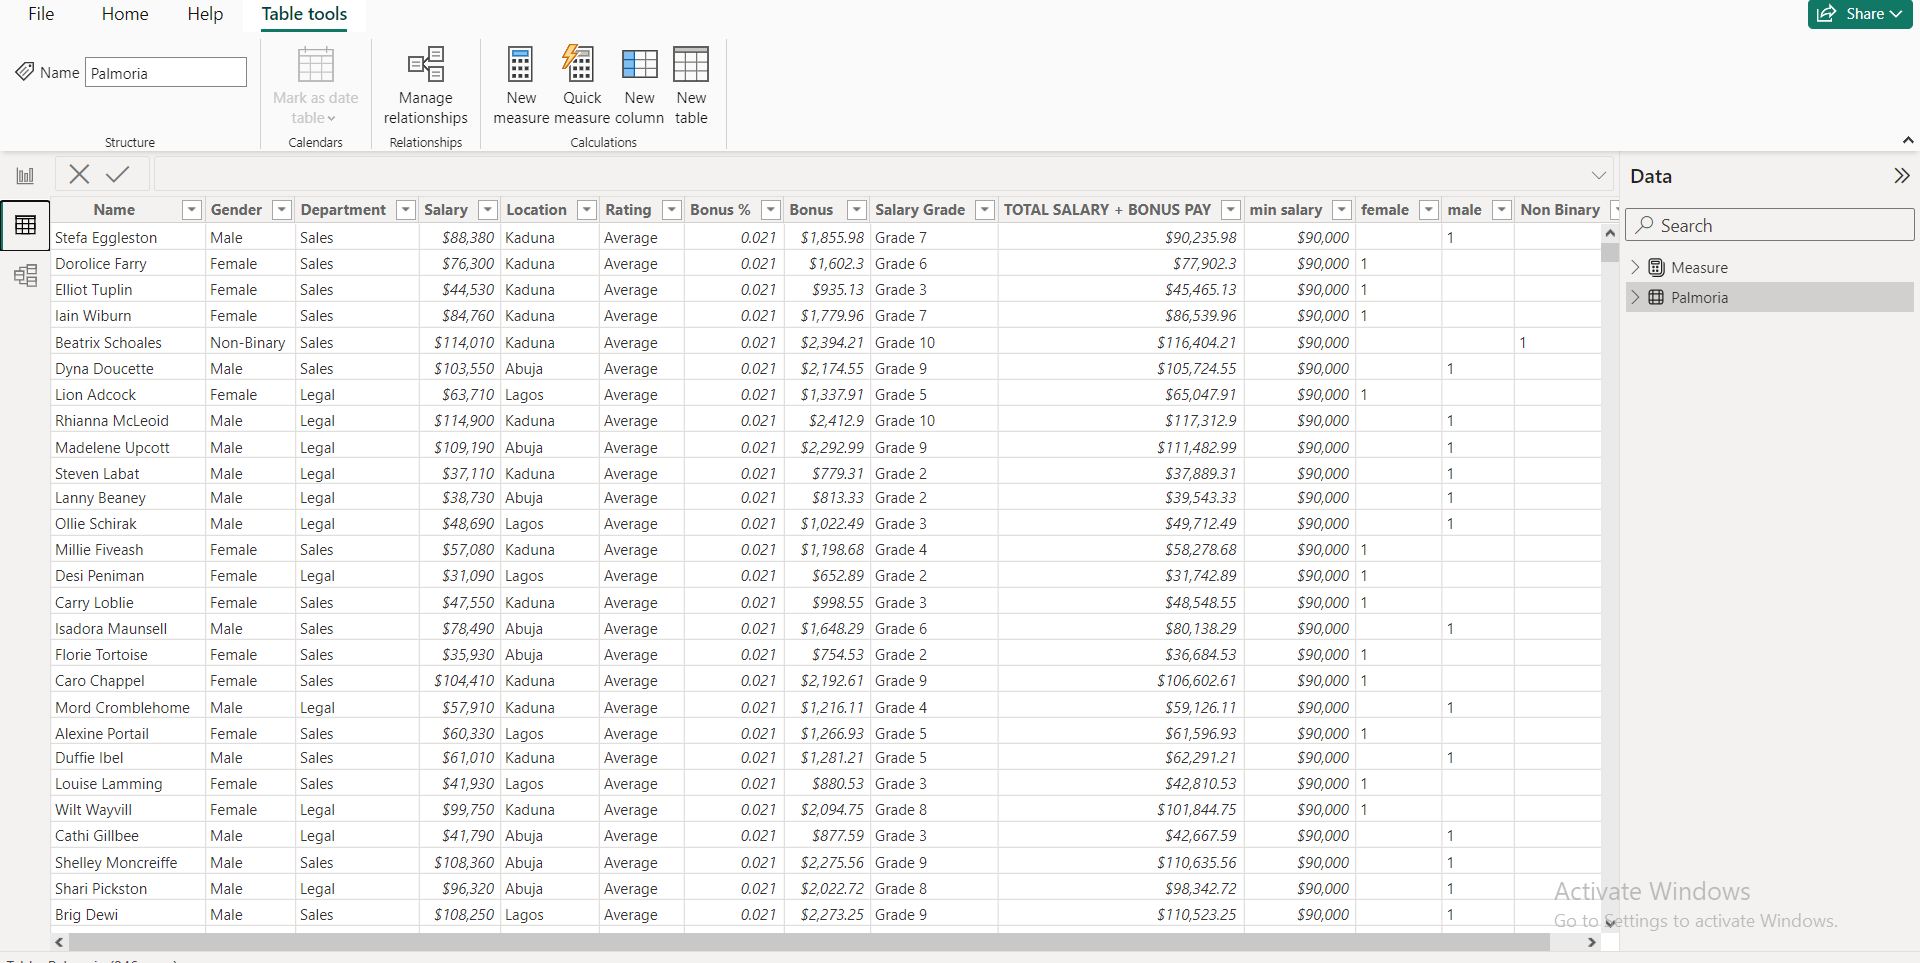 File Home Help Table tools
Share
Name Palmoria
Mark as date table
Manage relationships
New measure
Quick measure
New column
New table
Structure Calendars Relationships Calculations
Data
Search
Measure
Palmoria
Name Gender Department Salary Location Rating Bonus % Bonus Salary Grade TOTAL SALARY + BONUS PAY min salary female male Non Binary
Stefa Eggleston Male Sales $88,380 Kaduna Average 0.021 $1,855.98 Grade 7 $90,235.98 $90,000 1
Dorolice Farry Female Sales $76,300 Kaduna Average 0.021 $1,602.3 Grade 6 $77,902.3 $90,000 1
Elliot Tuplin Female Sales $44,530 Kaduna Average 0.021 $935.13 Grade 3 $45,465.13 $90,000 1
Iain Wiburn Female Sales $84,760 Kaduna Average 0.021 $1,779.96 Grade 7 $86,539.96 $90,000 1
Beatrix Schoales Non-Binary Sales $114,010 Kaduna Average 0.021 $2,394.21 Grade 10 $116,404.21 $90,000 1
Dyna Doucette Male Sales $103,550 Abuja Average 0.021 $2,174.55 Grade 9 $105,724.55 $90,000 1
Lion Adcock Female Legal $63,710 Lagos Average 0.021 $1,337.91 Grade 5 $65,047.91 $90,000 1
Rhianna McLeoid Male Legal $114,900 Kaduna Average 0.021 $2,412.9 Grade 10 $117,312.9 $90,000 1
Madelene Upcott Male Legal $109,190 Abuja Average 0.021 $2,292.99 Grade 9 $111,482.99 $90,000 1
Steven Labat Male Legal $37,110 Kaduna Average 0.021 $779.31 Grade 2 $37,889.31 $90,000 1
Lanny Beaney Male Legal $38,730 Abuja Average 0.021 $813.33 Grade 2 $39,543.33 $90,000 1
Ollie Schirak Male Legal $48,690 Lagos Average 0.021 $1,022.49 Grade 3 $49,712.49 $90,000 1
Millie Fiveash Female Sales $57,080 Kaduna Average 0.021 $1,198.68 Grade 4 $58,278.68 $90,000 1
Desi Peniman Female Legal $31,090 Lagos Average 0.021 $652.89 Grade 2 $31,742.89 $90,000 1
Carry Loblie Female Sales $47,550 Kaduna Average 0.021 $998.55 Grade 3 $48,548.55 $90,000 1
Isadora Maunsell Male Sales $78,490 Abuja Average 0.021 $1,648.29 Grade 6 $80,138.29 $90,000 1
Florie Tortoise Female Sales $35,930 Abuja Average 0.021 $754.53 Grade 2 $36,684.53 $90,000 1
Caro Chappel Female Sales $104,410 Kaduna Average 0.021 $2,192.61 Grade 9 $106,602.61 $90,000 1
Mord Cromblehome Male Legal $57,910 Kaduna Average 0.021 $1,216.11 Grade 4 $59,126.11 $90,000 1
Alexine Portail Female Sales $60,330 Lagos Average 0.021 $1,266.93 Grade 5 $61,596.93 $90,000 1
Duffie Ibel Male Sales $61,010 Kaduna Average 0.021 $1,281.21 Grade 5 $62,291.21 $90,000 1
Louise Lamming Female Sales $41,930 Lagos Average 0.021 $880.53 Grade 3 $42,810.53 $90,000 1
Wilt Wayvill Female Legal $99,750 Kaduna Average 0.021 $2,094.75 Grade 8 $101,844.75 $90,000 1
Cathi Gillbee Male Legal $41,790 Abuja Average 0.021 $877.59 Grade 3 $42,667.59 $90,000 1
Shelley Moncreiffe Male Sales $108,360 Abuja Average 0.021 $2,275.56 Grade 9 $110,635.56 $90,000 1
Shari Pickston Male Legal $96,320 Abuja Average 0.021 $2,022.72 Grade 8 $98,342.72 $90,000 1
Brig Dewi Male Sales $108,250 Lagos Average 0.021 $2,273.25 Grade 9 $110,523.25 $90,000 1
Activate Windows
Go to Settings to activate Windows.